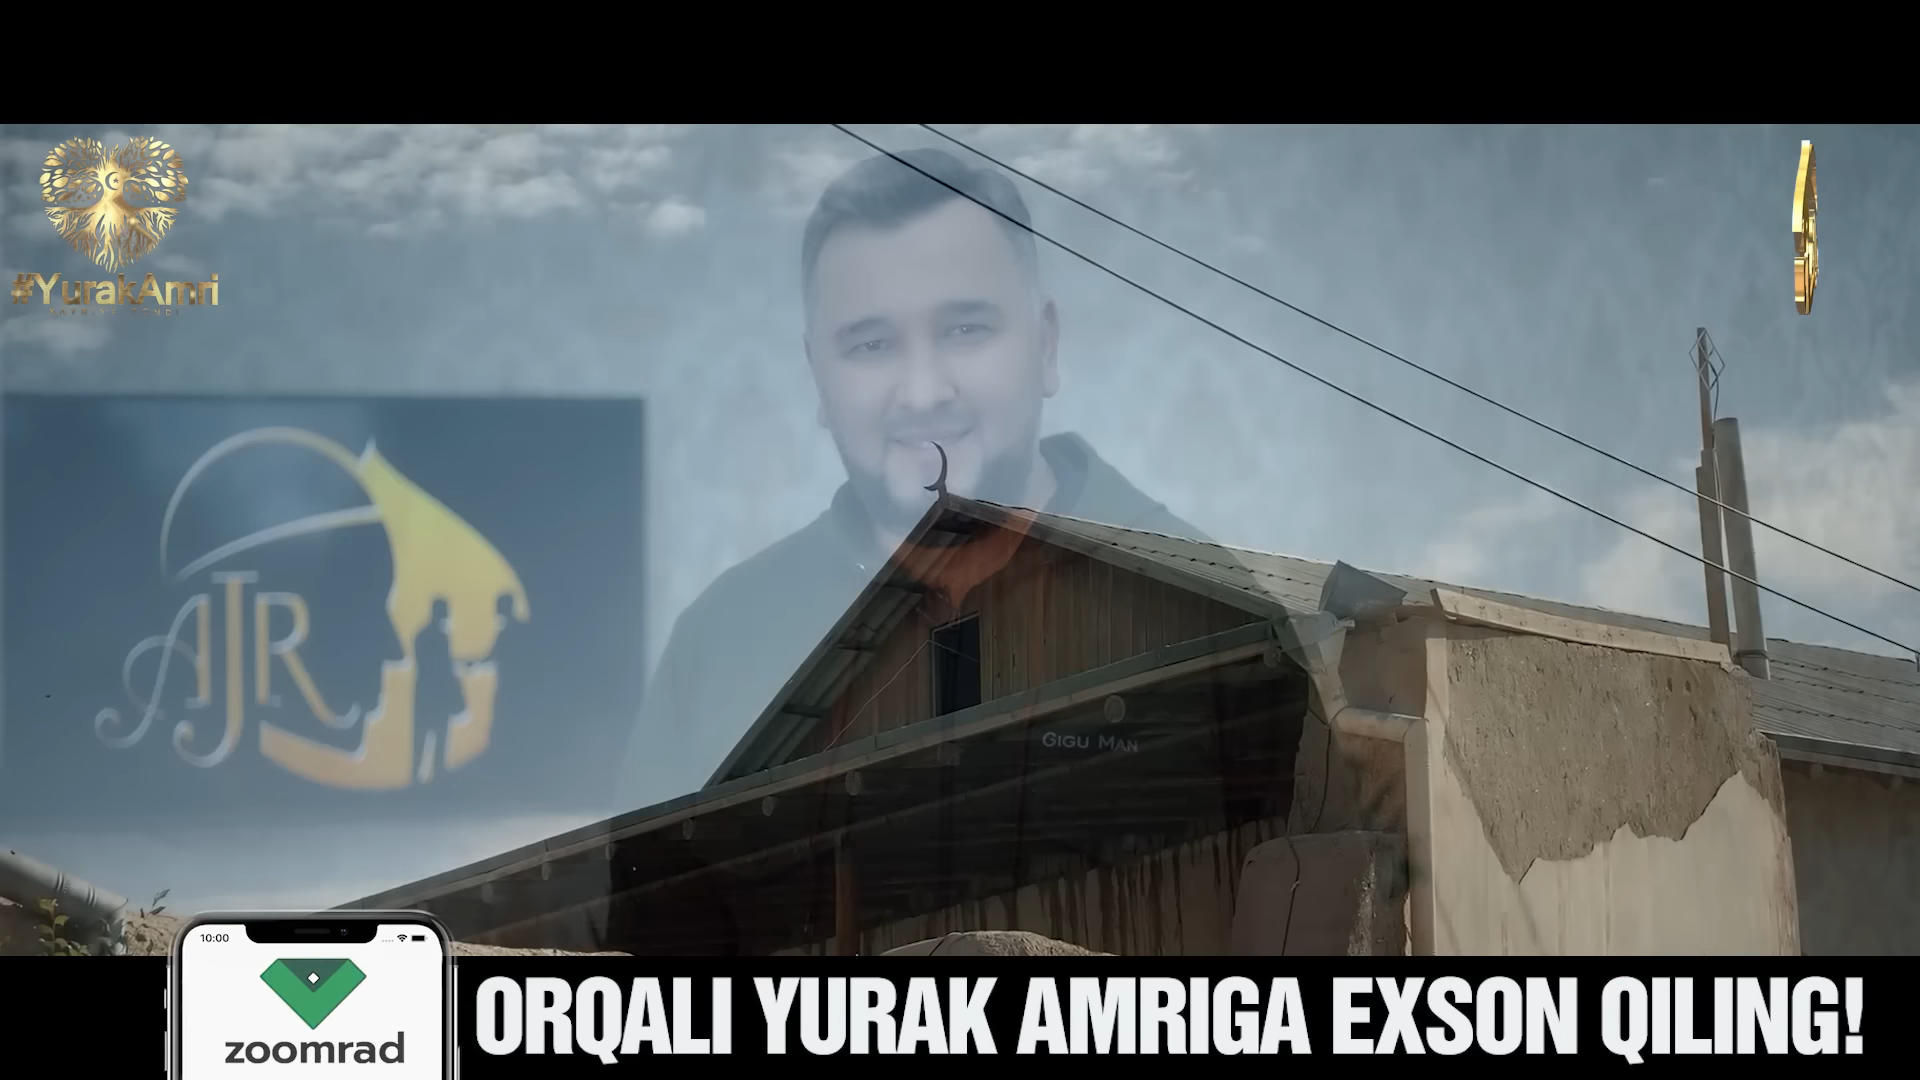 #YurakAmri
AJR
Gigu Man
10:00
zoomrad
ORQALI YURAK AMRIGA EXSON QILING!